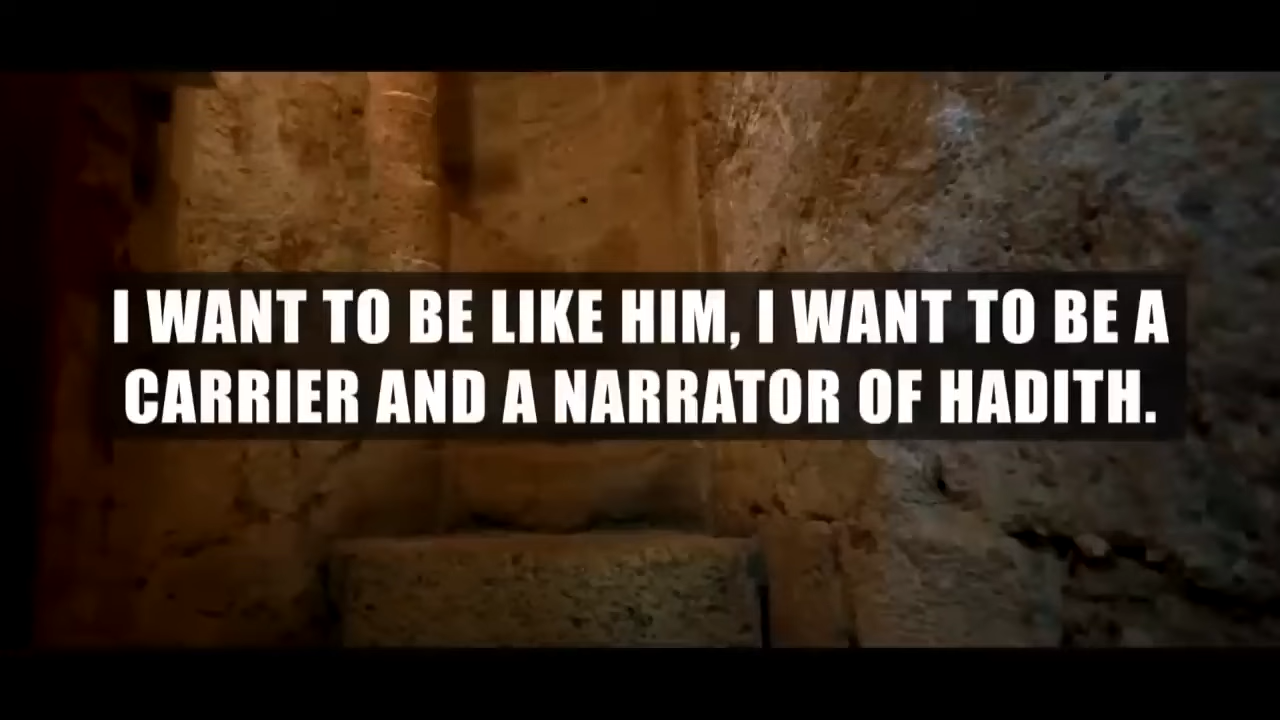 I WANT TO BE LIKE HIM, I WANT TO BE A
CARRIER AND A NARRATOR OF HADITH.